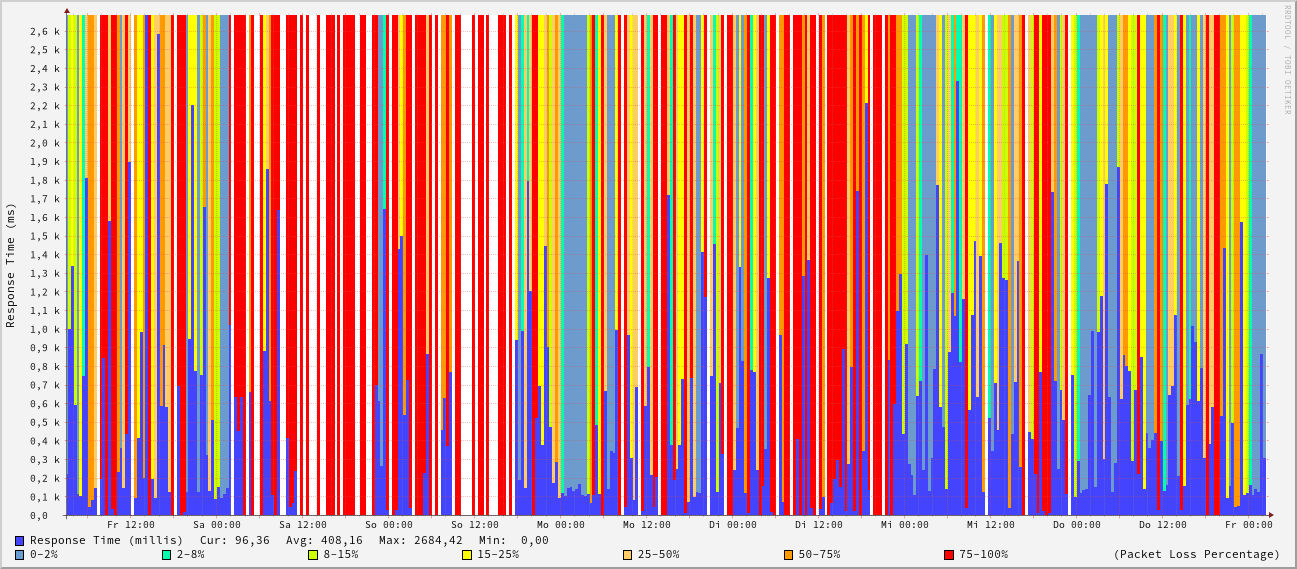 RRDTOOL / TOBI OETIKER
Response Time (ms)
2,6 k
2,5 k
2,4 k
2,3 k
2,2 k
2,1 k
2,0 k
1,9 k
1,8 k
1,7 k
1,6 k
1,5 k
1,4 k
1,3 k
1,2 k
1,1 k
1,0 k
0,9 k
0,8 k
0,7 k
0,6 k
0,5 k
0,4 k
0,3 k
0,2 k
0,1 k
0,0
Fr 12:00 Sa 00:00 Sa 12:00 So 00:00 So 12:00 Mo 00:00 Mo 12:00 Di 00:00 Di 12:00 Mi 00:00 Mi 12:00 Do 00:00 Do 12:00 Fr 00:00
Response Time (millis) Cur: 96,36 Avg: 408,16 Max: 2684,42 Min: 0,00
0-2% 2-8% 8-15% 15-25% 25-50% 50-75% 75-100% (Packet Loss Percentage)